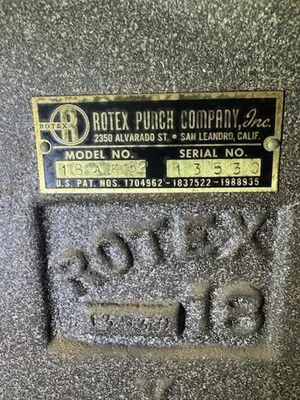 ROTEX
R
ROTEX PUNCH COMPANY, Inc.
2350 ALVARADO ST. • SAN LEANDRO, CALIF.
MODEL NO. SERIAL NO.
13530
U.S. PAT. NOS. 1704962-1837522-1988935
ROTEX
18